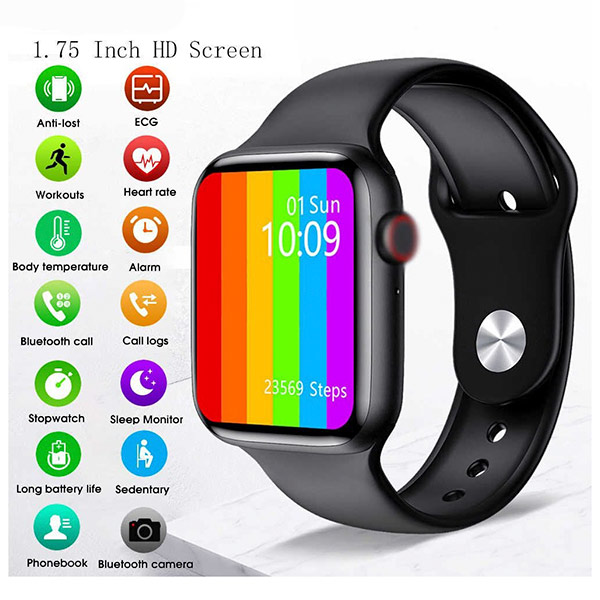 1.75 Inch HD Screen
Anti-lost
ECG
Workouts
Heart rate
Body temperature
Alarm
Bluetooth call
Call logs
Stopwatch
Sleep Monitor
Long battery life
Sedentary
Phonebook
Bluetooth camera
01 Sun
10:09
23569 Steps